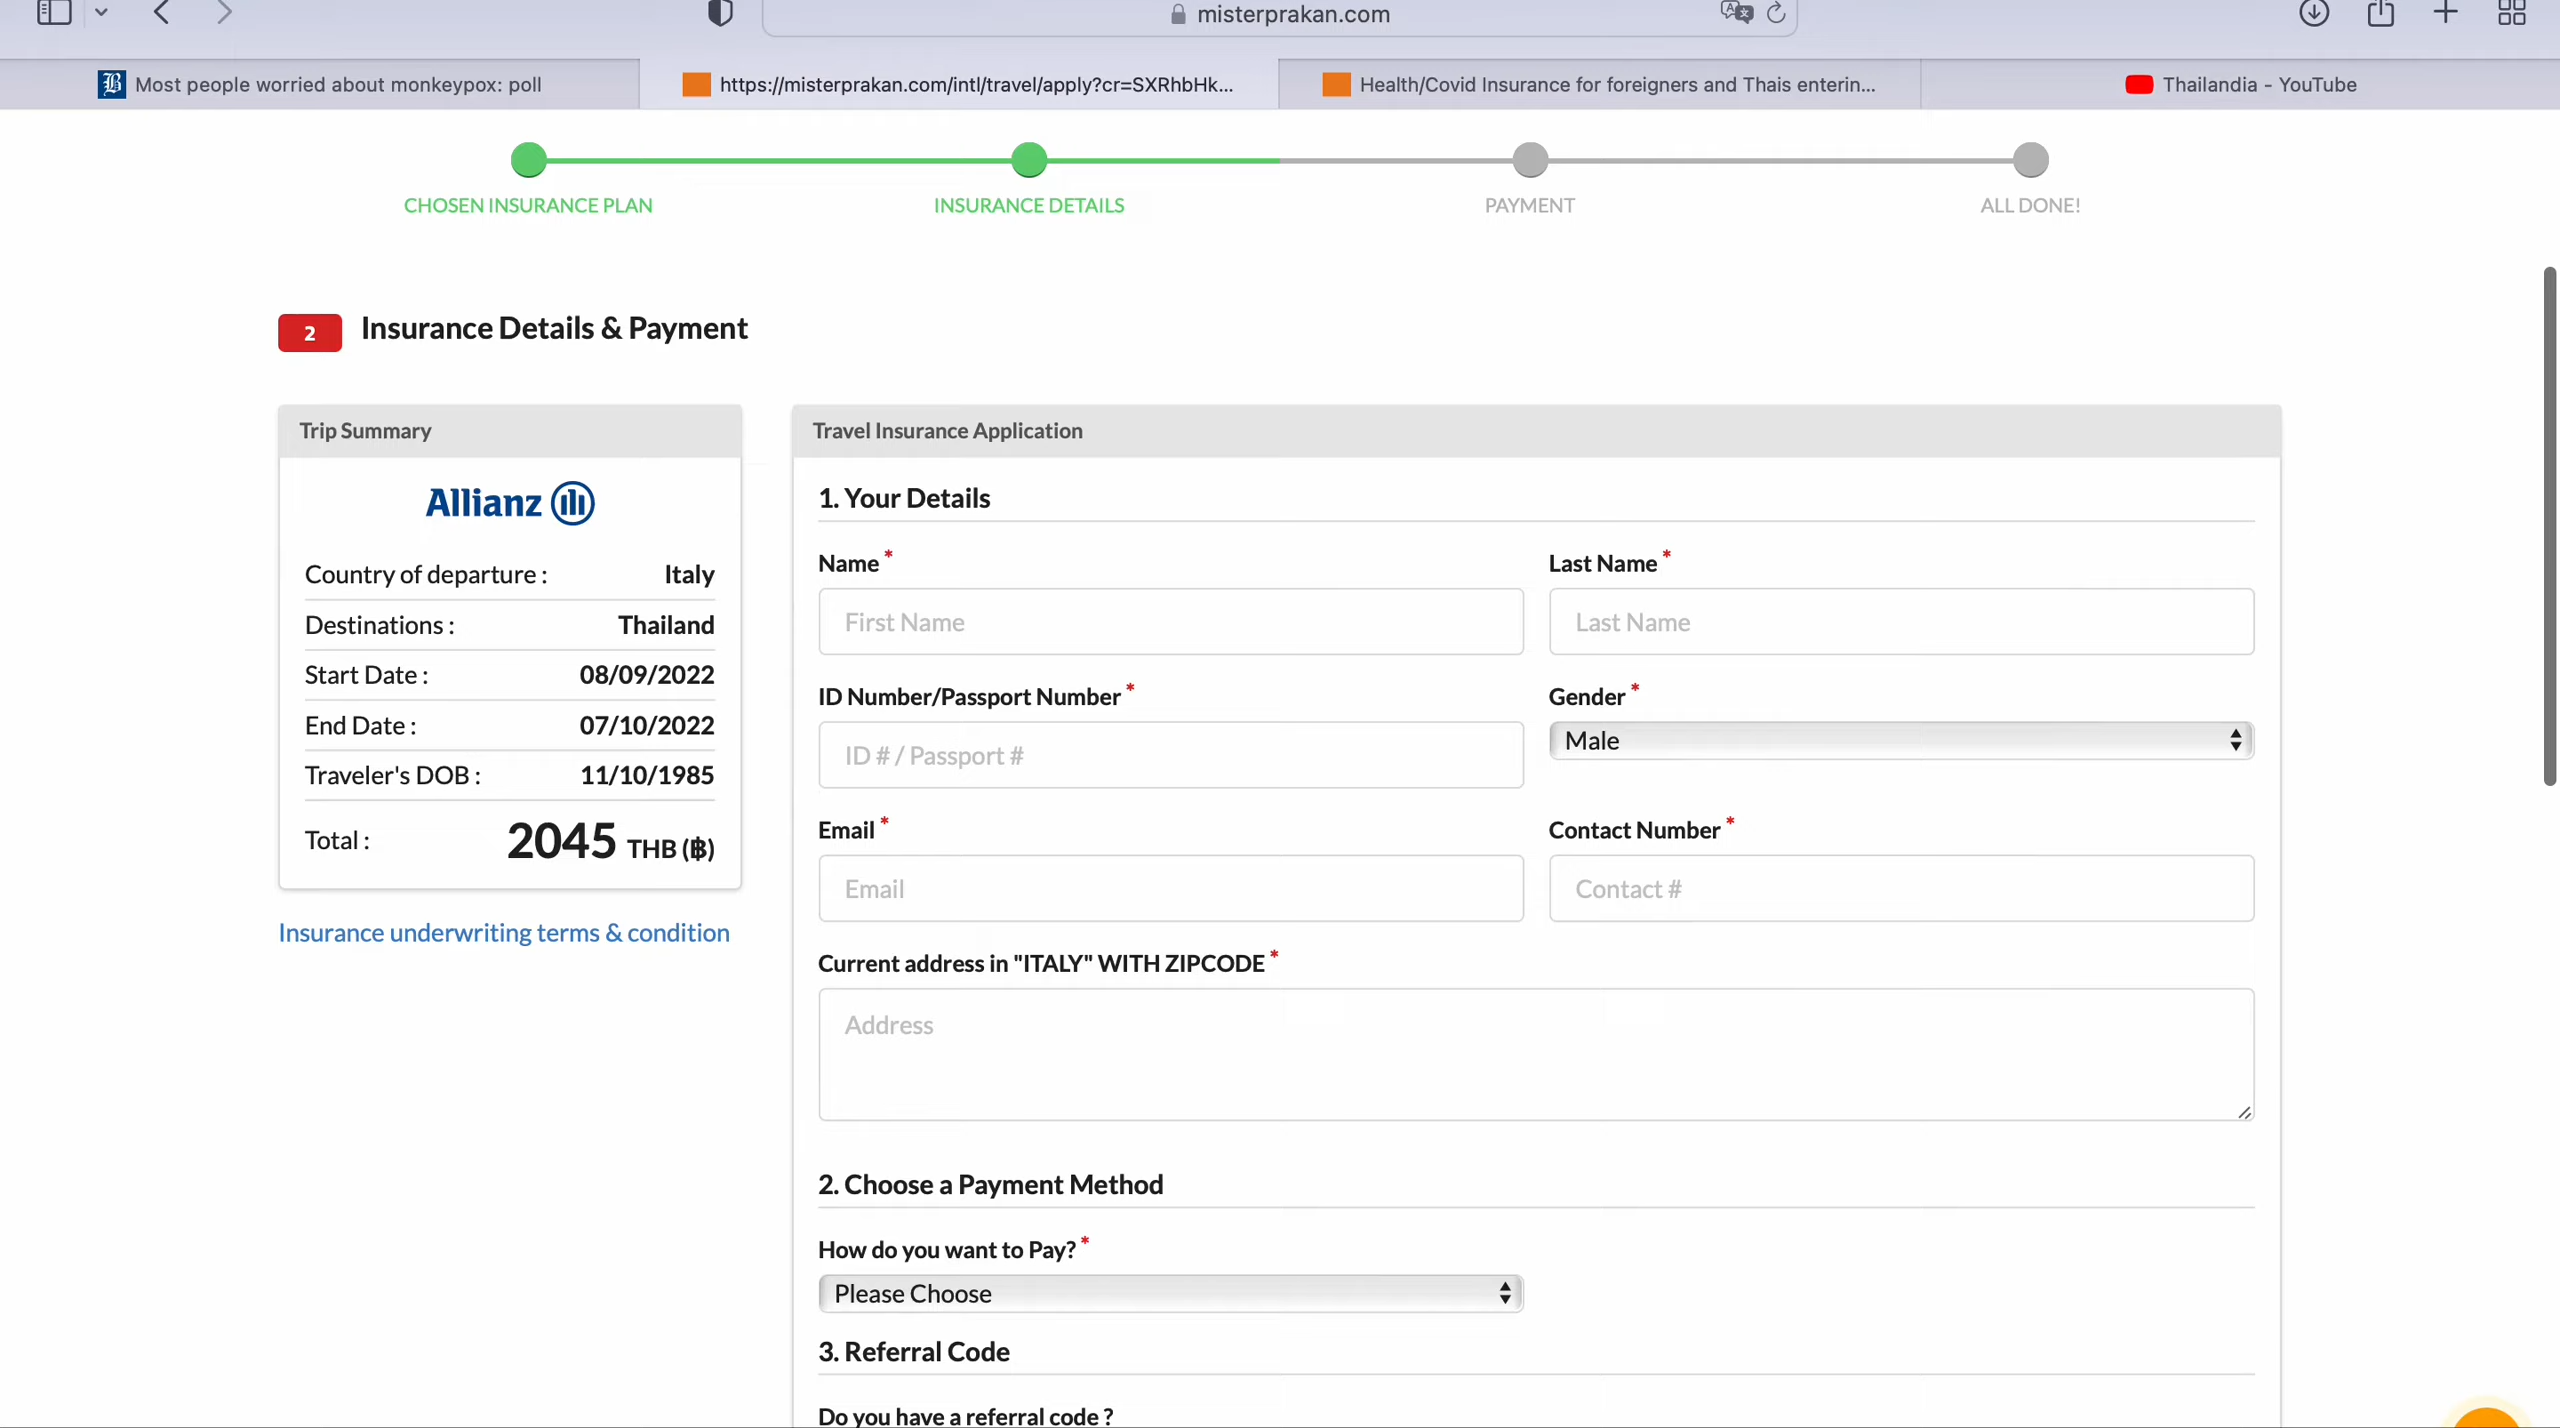 misterprakan.com
Most people worried about monkeypox: poll
https://misterprakan.com/intl/travel/apply?cr=SXRhbHk...
Health/Covid Insurance for foreigners and Thais enterin...
Thailandia - YouTube
CHOSEN INSURANCE PLAN
INSURANCE DETAILS
PAYMENT
ALL DONE!
2 Insurance Details & Payment
Trip Summary
Allianz
Country of departure : Italy
Destinations : Thailand
Start Date : 08/09/2022
End Date : 07/10/2022
Traveler's DOB : 11/10/1985
Total : 2045 THB (฿)
Insurance underwriting terms & condition
Travel Insurance Application
1. Your Details
Name * Last Name *
First Name Last Name
ID Number/Passport Number * Gender *
ID # / Passport # Male
Email * Contact Number *
Email Contact #
Current address in "ITALY" WITH ZIPCODE *
Address
2. Choose a Payment Method
How do you want to Pay? *
Please Choose
3. Referral Code
Do you have a referral code ?